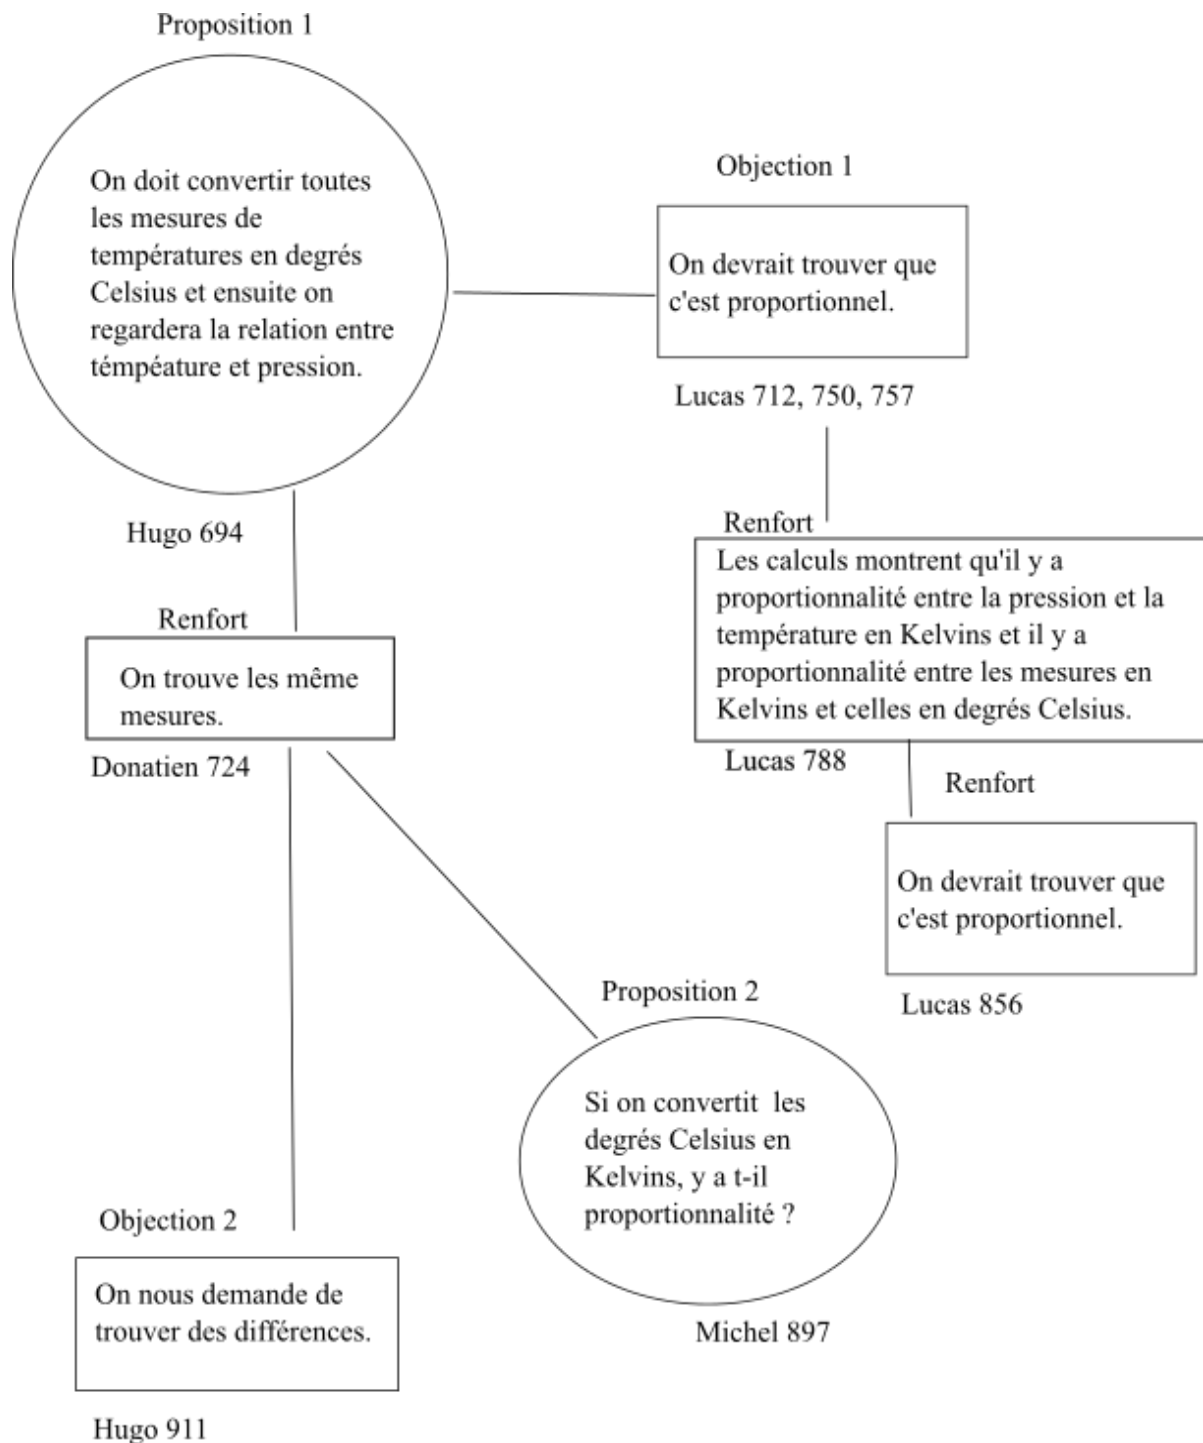 Proposition 1
On doit convertir toutes
les mesures de
températures en degrés
Celsius et ensuite on
regardera la relation entre
témpéature et pression.
Hugo 694
Objection 1
On devrait trouver que
c'est proportionnel.
Lucas 712, 750, 757
Renfort
Les calculs montrent qu'il y a
proportionnalité entre la pression et la
température en Kelvins et il y a
proportionnalité entre les mesures en
Kelvins et celles en degrés Celsius.
Lucas 788
Renfort
On trouve les même
mesures.
Donatien 724
Renfort
On devrait trouver que
c'est proportionnel.
Lucas 856
Proposition 2
Si on convertit les
degrés Celsius en
Kelvins, y a t-il
proportionnalité ?
Michel 897
Objection 2
On nous demande de
trouver des différences.
Hugo 911